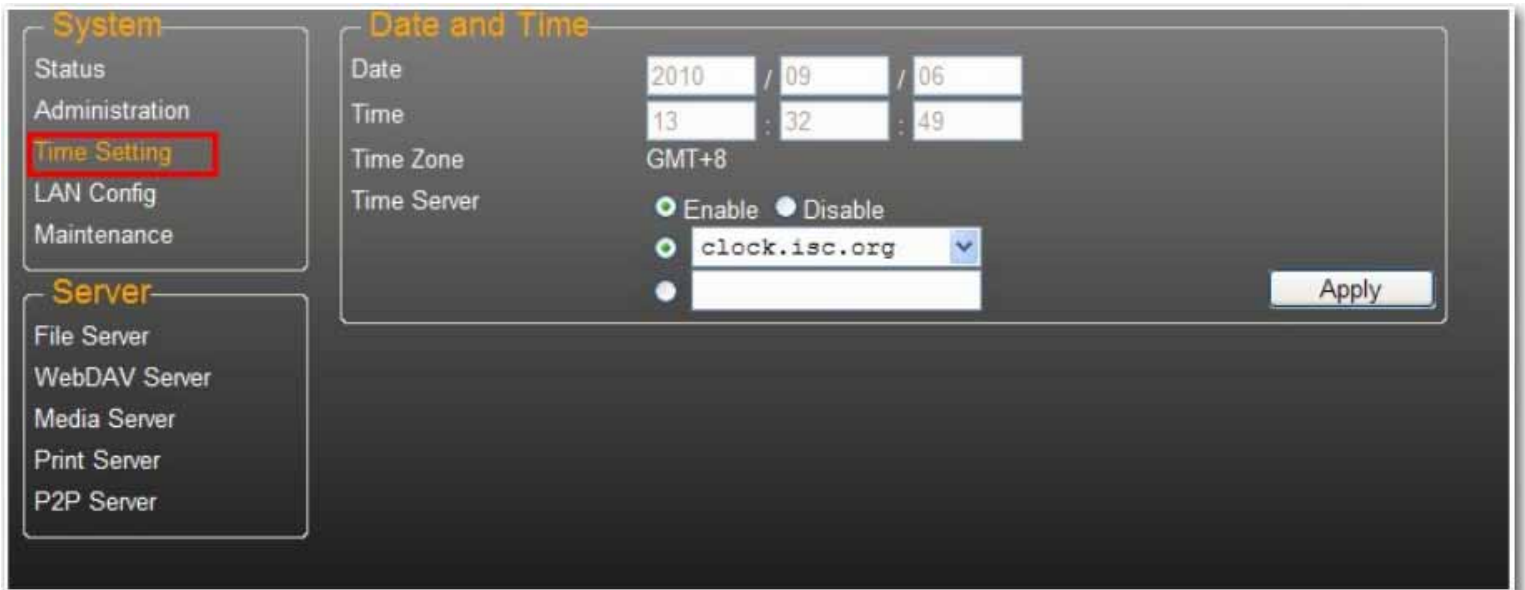 System
Status
Administration
Time Setting
LAN Config
Maintenance
Server
File Server
WebDAV Server
Media Server
Print Server
P2P Server
Date and Time
Date 2010 / 09 / 06
Time 13 : 32 : 49
Time Zone GMT+8
Time Server Enable Disable
clock.isc.org
Apply